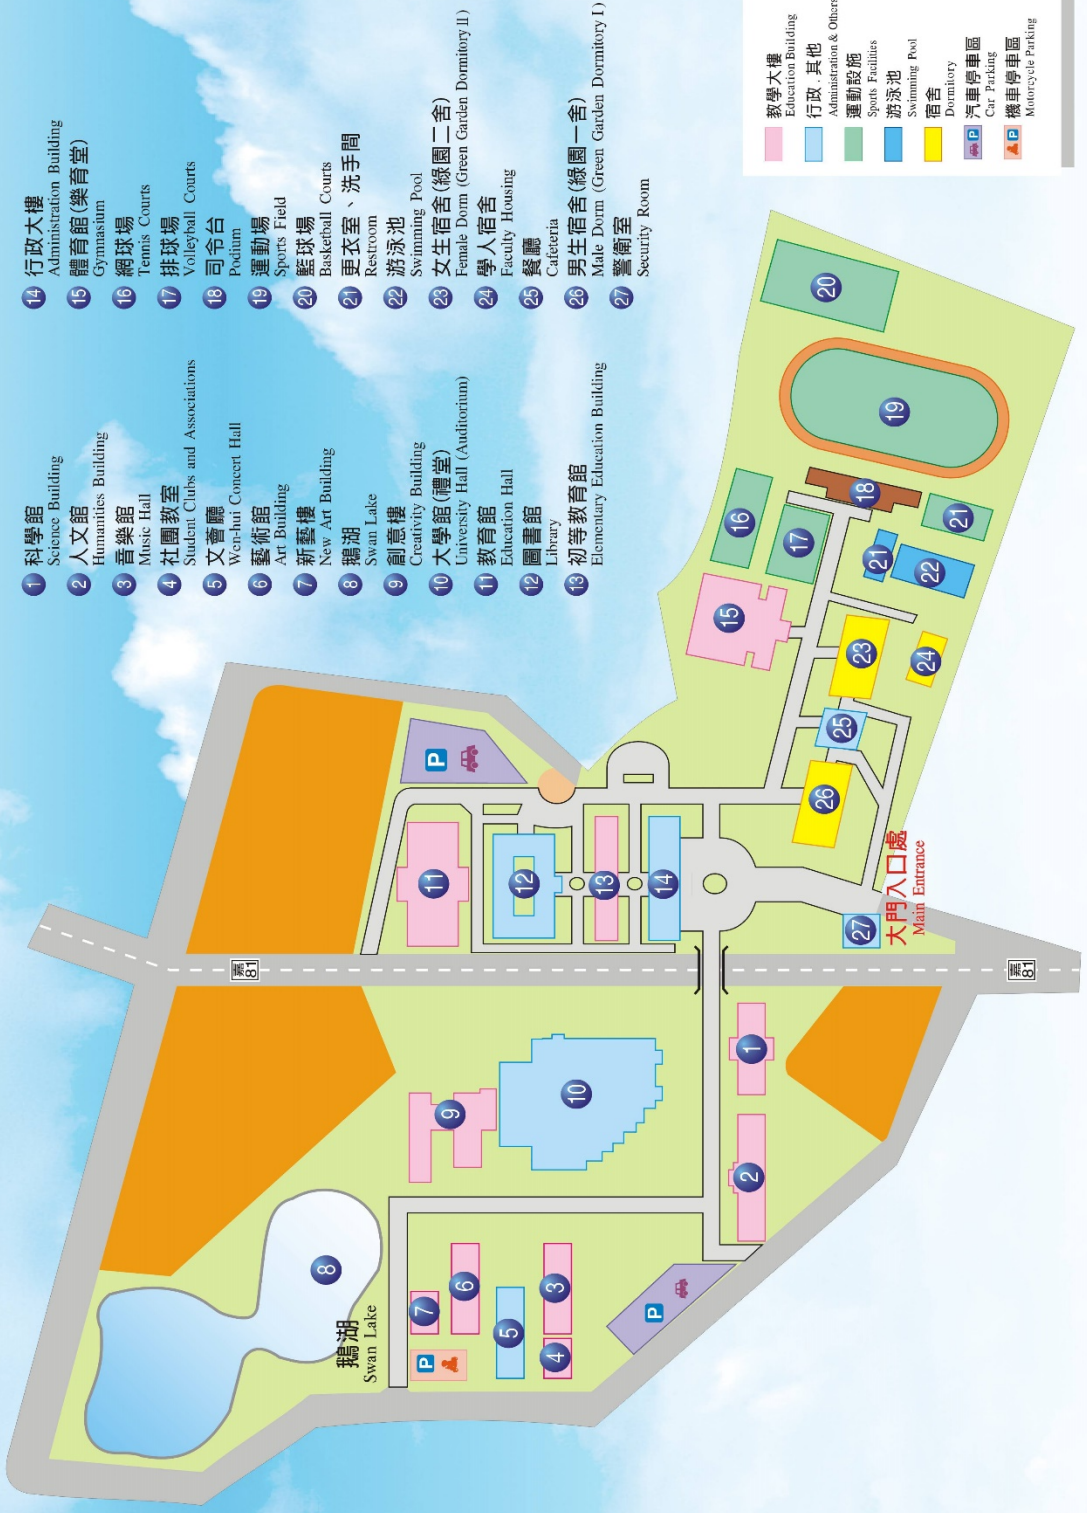 1 科學館
Science Building
2 人文館
Humanities Building
3 音樂館
Music Hall
4 社團教室
Student Clubs and Associations
5 文薈廳
Wen-hui Concert Hall
6 藝術館
Art Building
7 新藝樓
New Art Building
8 鵝湖
Swan Lake
9 創意樓
Creativity Building
10 大學館(禮堂)
University Hall (Auditorium)
11 教育館
Education Hall
12 圖書館
Library
13 初等教育館
Elementary Education Building
14 行政大樓
Administration Building
15 體育館(樂育堂)
Gymnasium
16 網球場
Tennis Courts
17 排球場
Volleyball Courts
18 司令台
Podium
19 運動場
Sports Field
20 籃球場
Basketball Courts
21 更衣室、洗手間
Restroom
22 游泳池
Swimming Pool
23 女生宿舍(綠園二舍)
Female Dorm (Green Garden Dormitory II)
24 學人宿舍
Faculty Housing
25 餐廳
Cafeteria
26 男生宿舍(綠園一舍)
Male Dorm (Green Garden Dormitory I)
27 警衛室
Security Room
教學大樓
Education Building
行政.其他
Administration & Others
運動設施
Sports Facilities
游泳池
Swimming Pool
宿舍
Dormitory
P 汽車停車區
Car Parking
P 機車停車區
Motorcycle Parking
鵝湖
Swan Lake
8
7
6
5
4
3
P
P
9
10
2
1
嘉
81
嘉
81
P
11
12
13
14
27
大門入口處
Main Entrance
26
25
23
24
15
16
17
18
19
20
21
21
22